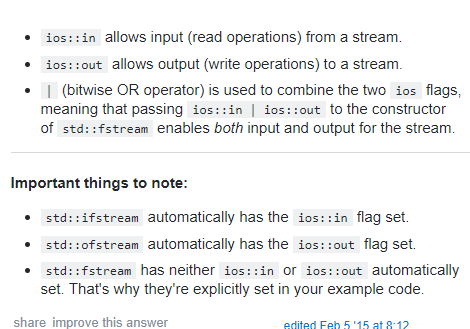 • ios::in allows input (read operations) from a stream.
• ios::out allows output (write operations) to a stream.
• | (bitwise OR operator) is used to combine the two ios flags,
meaning that passing ios::in | ios::out to the constructor
of std::fstream enables both input and output for the stream.
Important things to note:
• std::ifstream automatically has the ios::in flag set.
• std::ofstream automatically has the ios::out flag set.
• std::fstream has neither ios::in or ios::out automatically
set. That's why they're explicitly set in your example code.
share improve this answer edited Feb 5 '15 at 8:12